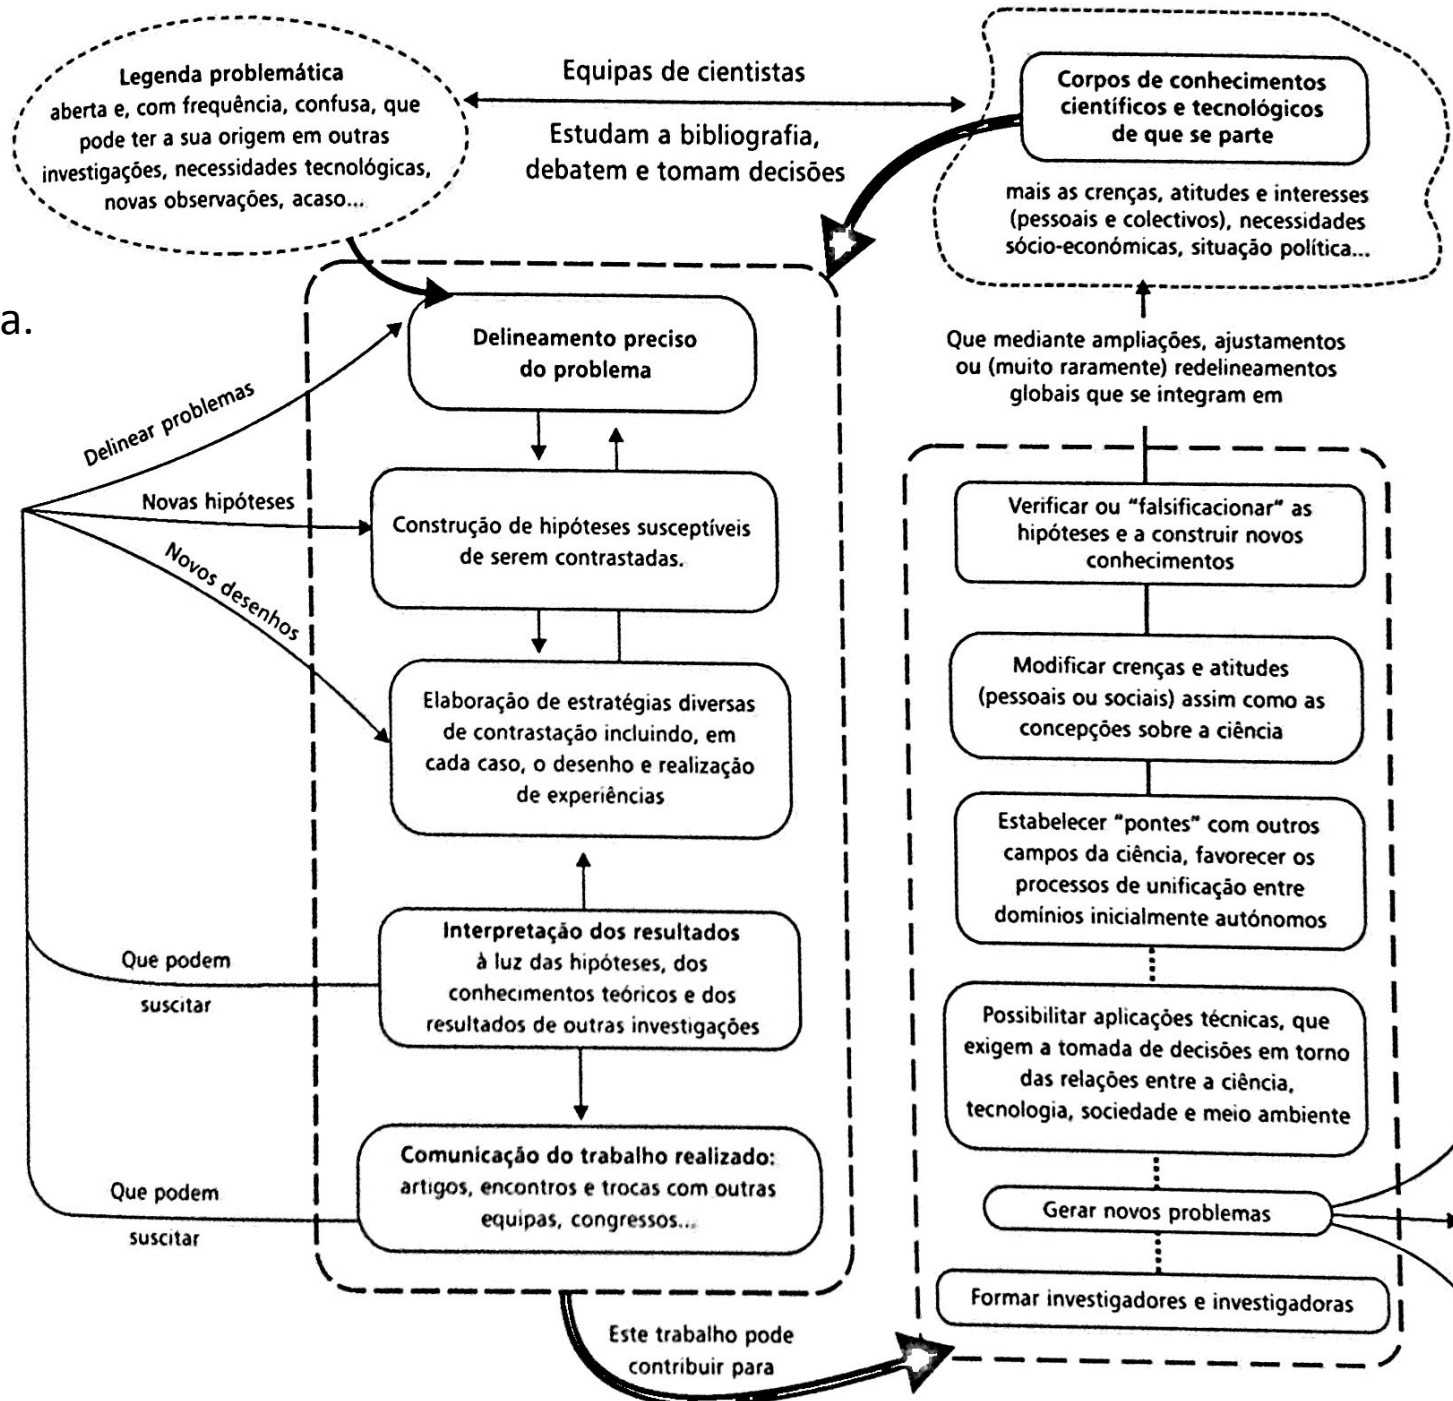 Legenda problemática
aberta e, com frequência, confusa, que
pode ter a sua origem em outras
investigações, necessidades tecnológicas,
novas observações, acaso...
Equipas de cientistas
Estudam a bibliografia,
debatem e tomam decisões
Corpos de conhecimentos
científicos e tecnológicos
de que se parte
mais as crenças, atitudes e interesses
(pessoais e colectivos), necessidades
sócio-económicas, situação política...
a.
Delinear problemas
Novas hipóteses
Novos desenhos
Delineamento preciso
do problema
Construção de hipóteses susceptíveis
de serem contrastadas.
Elaboração de estratégias diversas
de contrastação incluindo, em
cada caso, o desenho e realização
de experiências
Interpretação dos resultados
à luz das hipóteses, dos
conhecimentos teóricos e dos
resultados de outras investigações
Que podem
suscitar
Comunicação do trabalho realizado:
artigos, encontros e trocas com outras
equipas, congressos...
Que podem
suscitar
Este trabalho pode
contribuir para
Que mediante ampliações, ajustamentos
ou (muito raramente) redelineamentos
globais que se integram em
Verificar ou "falsificacionar" as
hipóteses e a construir novos
conhecimentos
Modificar crenças e atitudes
(pessoais ou sociais) assim como as
concepções sobre a ciência
Estabelecer "pontes" com outros
campos da ciência, favorecer os
processos de unificação entre
domínios inicialmente autónomos
Possibilitar aplicações técnicas, que
exigem a tomada de decisões em torno
das relações entre a ciência,
tecnologia, sociedade e meio ambiente
Gerar novos problemas
Formar investigadores e investigadoras